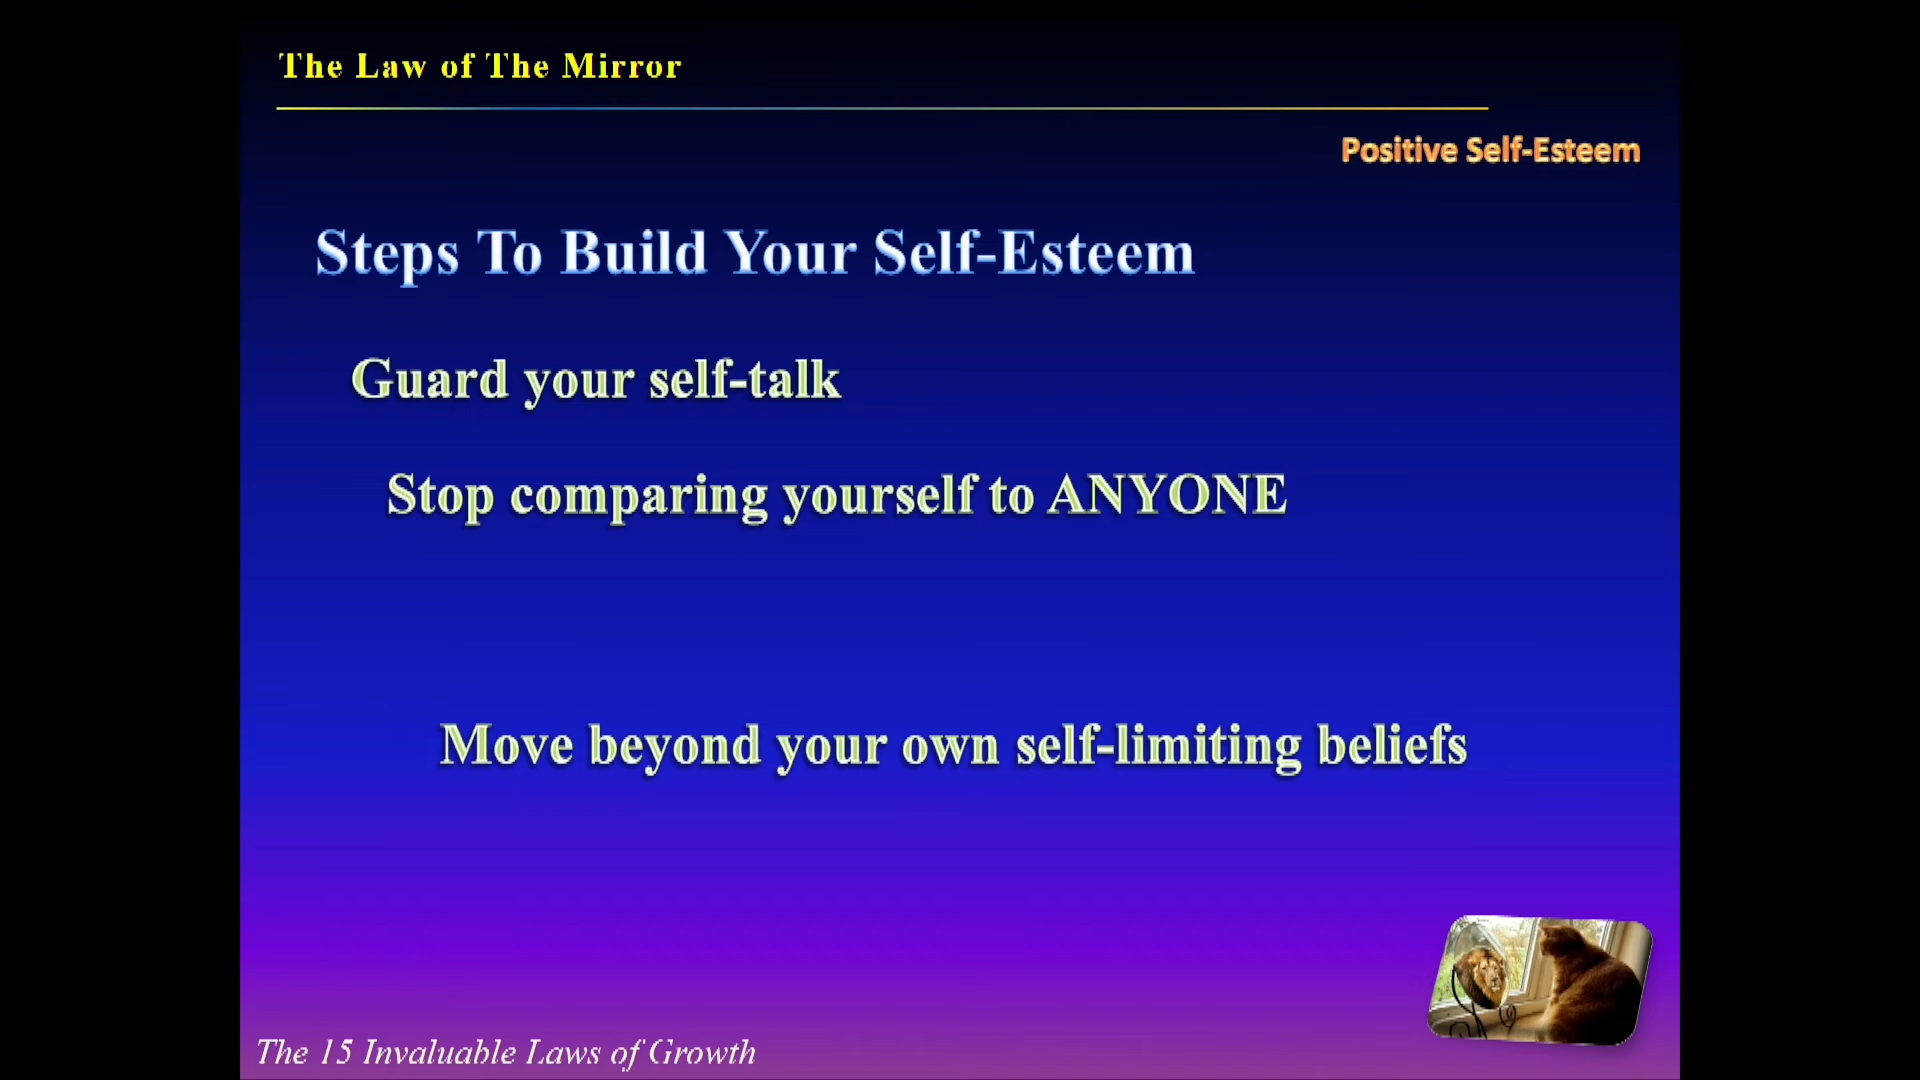 The Law of The Mirror
Positive Self-Esteem
Steps To Build Your Self-Esteem
Guard your self-talk
Stop comparing yourself to ANYONE
Move beyond your own self-limiting beliefs
The 15 Invaluable Laws of Growth